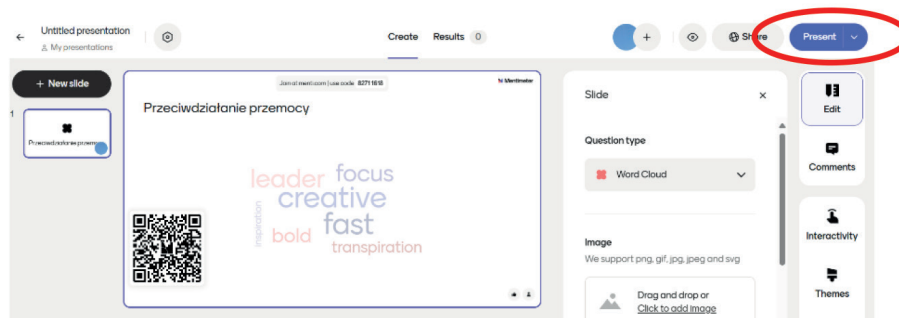 ← Untitled presentation
My presentations
Create Results 0
+
Share
Present
+ New slide
1
Przeciwdziałanie przemocy
Join at menti.com | use code 8271 1618
Mentimeter
Przeciwdziałanie przemocy
leader focus
creative
inspiration
bold fast
transpiration
Slide ×
Question type
Word Cloud
Image
We support png, gif, jpg, jpeg and svg
Drag and drop or
Click to add image
Edit
Comments
Interactivity
Themes